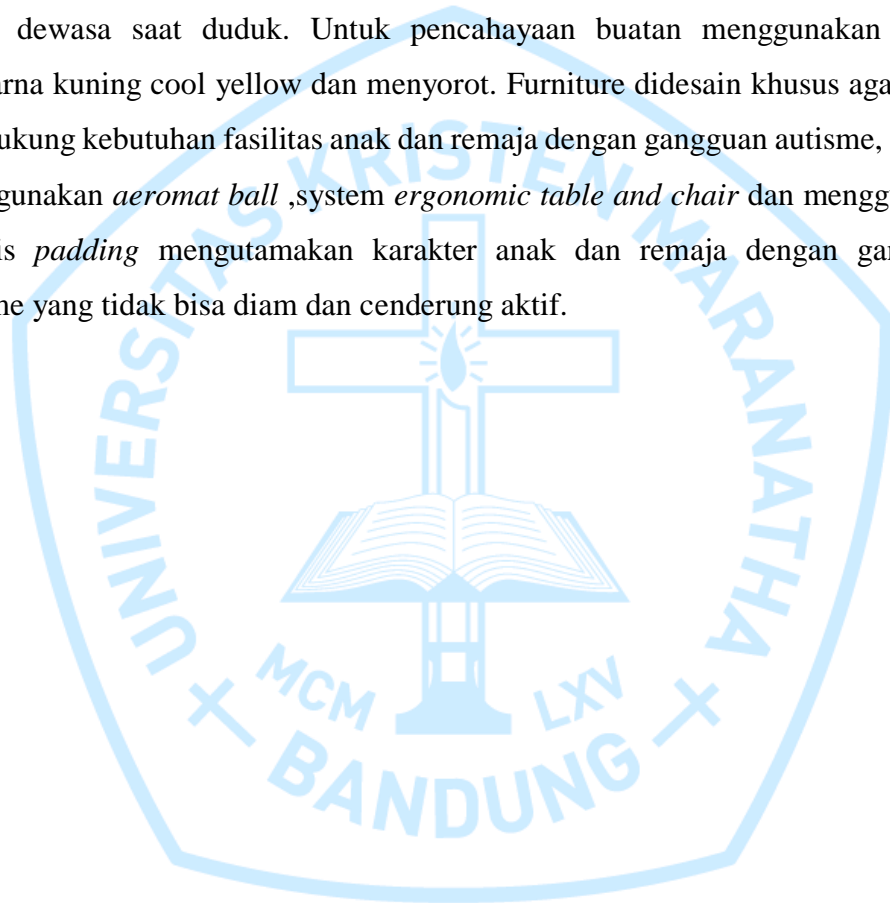 dewasa saat duduk. Untuk pencahayaan buatan menggunakan
arna kuning cool yellow dan menyorot. Furniture didesain khusus aga
ukung kebutuhan fasilitas anak dan remaja dengan gangguan autisme,
gunakan aeromat ball ,system ergonomic table and chair dan mengg
is padding mengutamakan karakter anak dan remaja dengan gan
ne yang tidak bisa diam dan cenderung aktif.
UNIVERSITAS KRISTEN MARANATHA
MCM LXV
BANDUNG